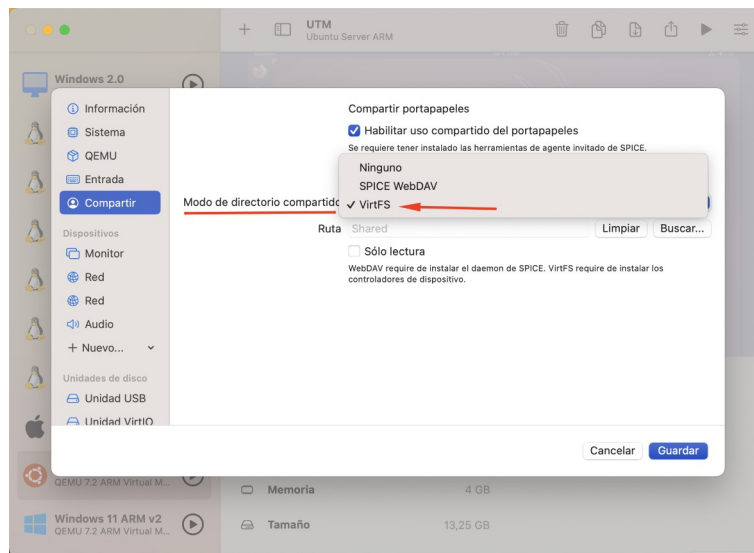 UTM
Ubuntu Server ARM
Windows 2.0
Información
Sistema
QEMU
Entrada
Compartir
Dispositivos
Monitor
Red
Red
Audio
+ Nuevo...
Unidades de disco
Unidad USB
Unidad VirtIO
Compartir portapapeles
Habilitar uso compartido del portapapeles
Se requiere tener instalado las herramientas de agente invitado de SPICE.
Modo de directorio compartido
Ninguno
SPICE WebDAV
✓ VirtFS
Ruta
Shared
Limpiar
Buscar...
Sólo lectura
WebDAV require de instalar el daemon de SPICE. VirtFS require de instalar los
controladores de dispositivo.
Cancelar
Guardar
QEMU 7.2 ARM Virtual M...
Windows 11 ARM v2
QEMU 7.2 ARM Virtual M...
Memoria
4 GB
Tamaño
13,25 GB